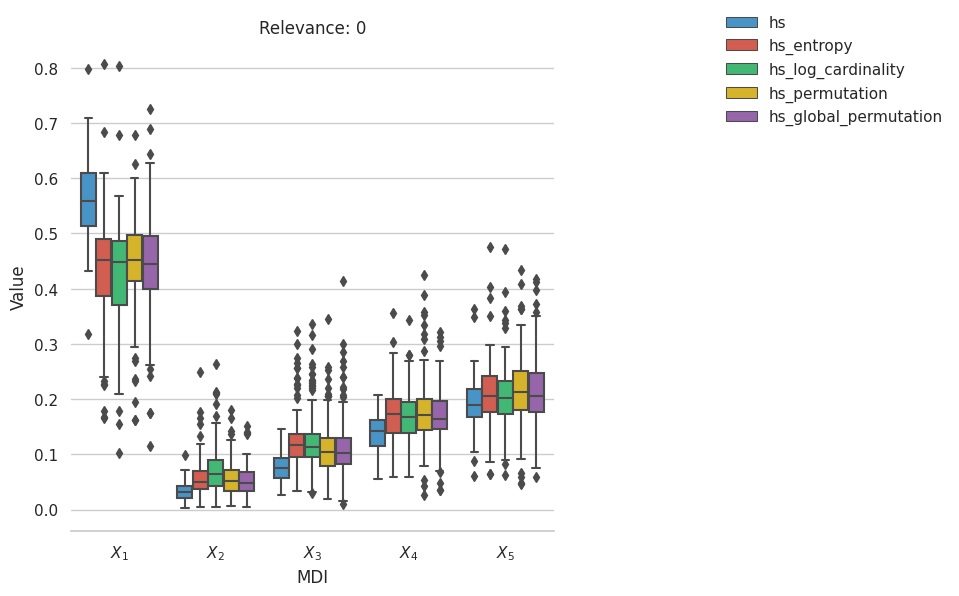 Relevance: 0
hs
hs_entropy
hs_log_cardinality
hs_permutation
hs_global_permutation
0.8
0.7
0.6
0.5
0.4
0.3
0.2
0.1
0.0
Value
X₁ X₂ X₃ X₄ X₅
MDI